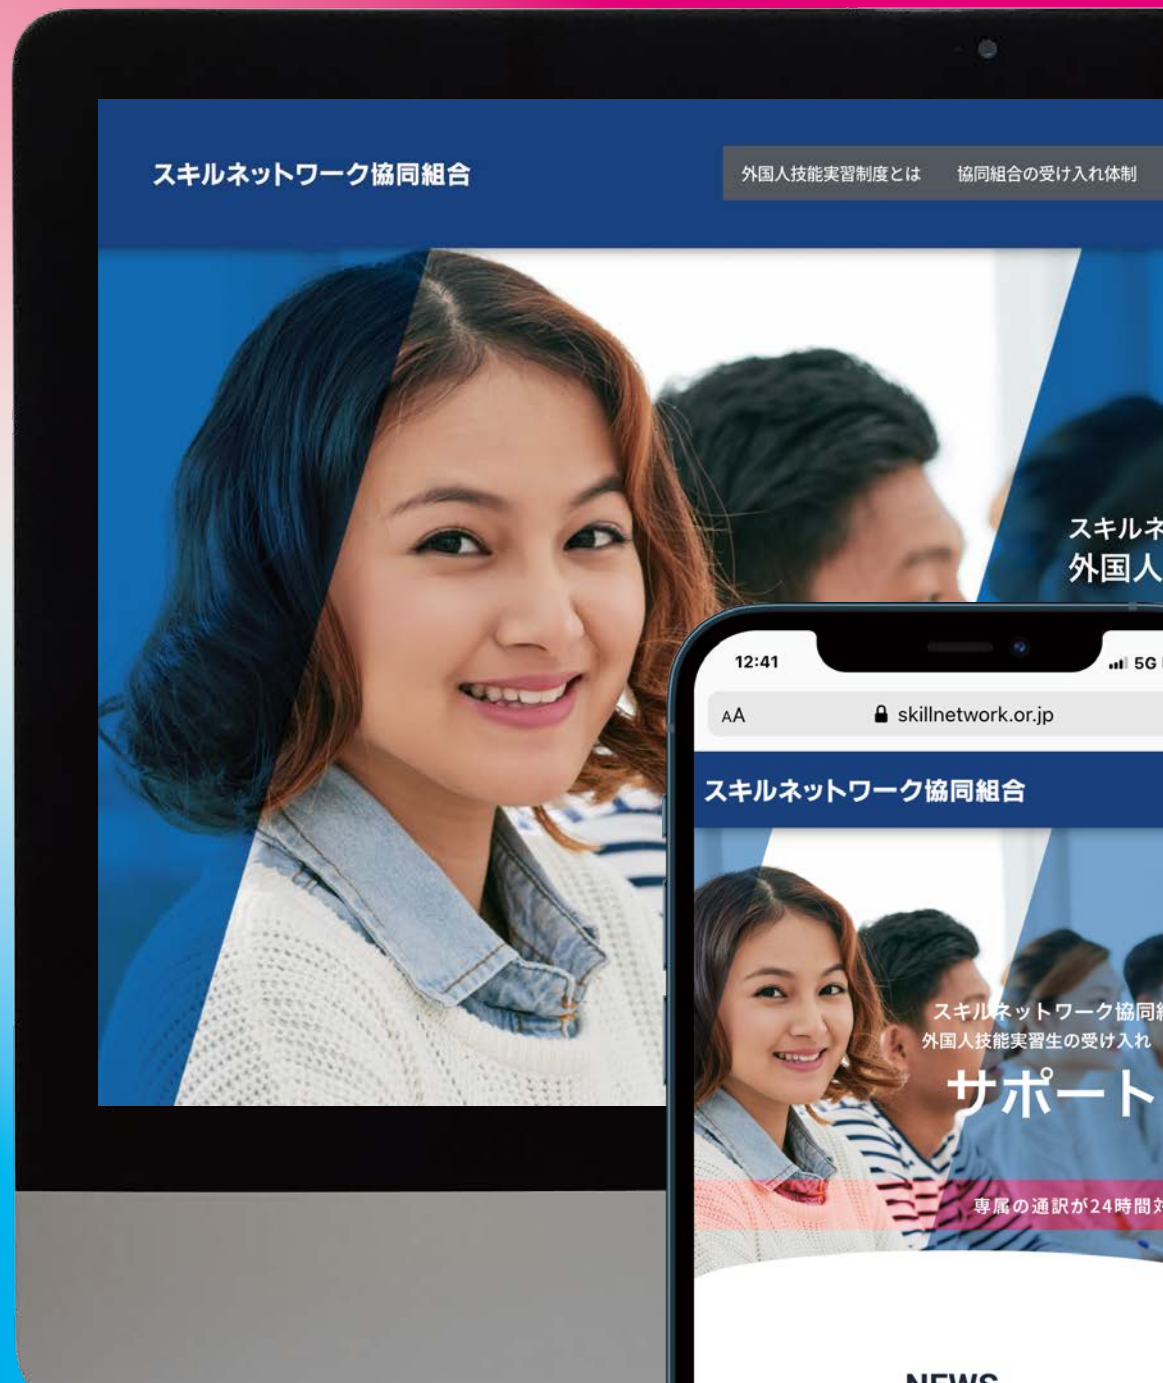 スキルネットワーク協同組合
外国人技能実習制度とは 協同組合の受け入れ体制
スキルネ
外国人
12:41 5G
AA skillnetwork.or.jp
スキルネットワーク協同組合
スキルネットワーク協同
外国人技能実習生の受け入れ
サポート
専属の通訳が24時間
NEWS